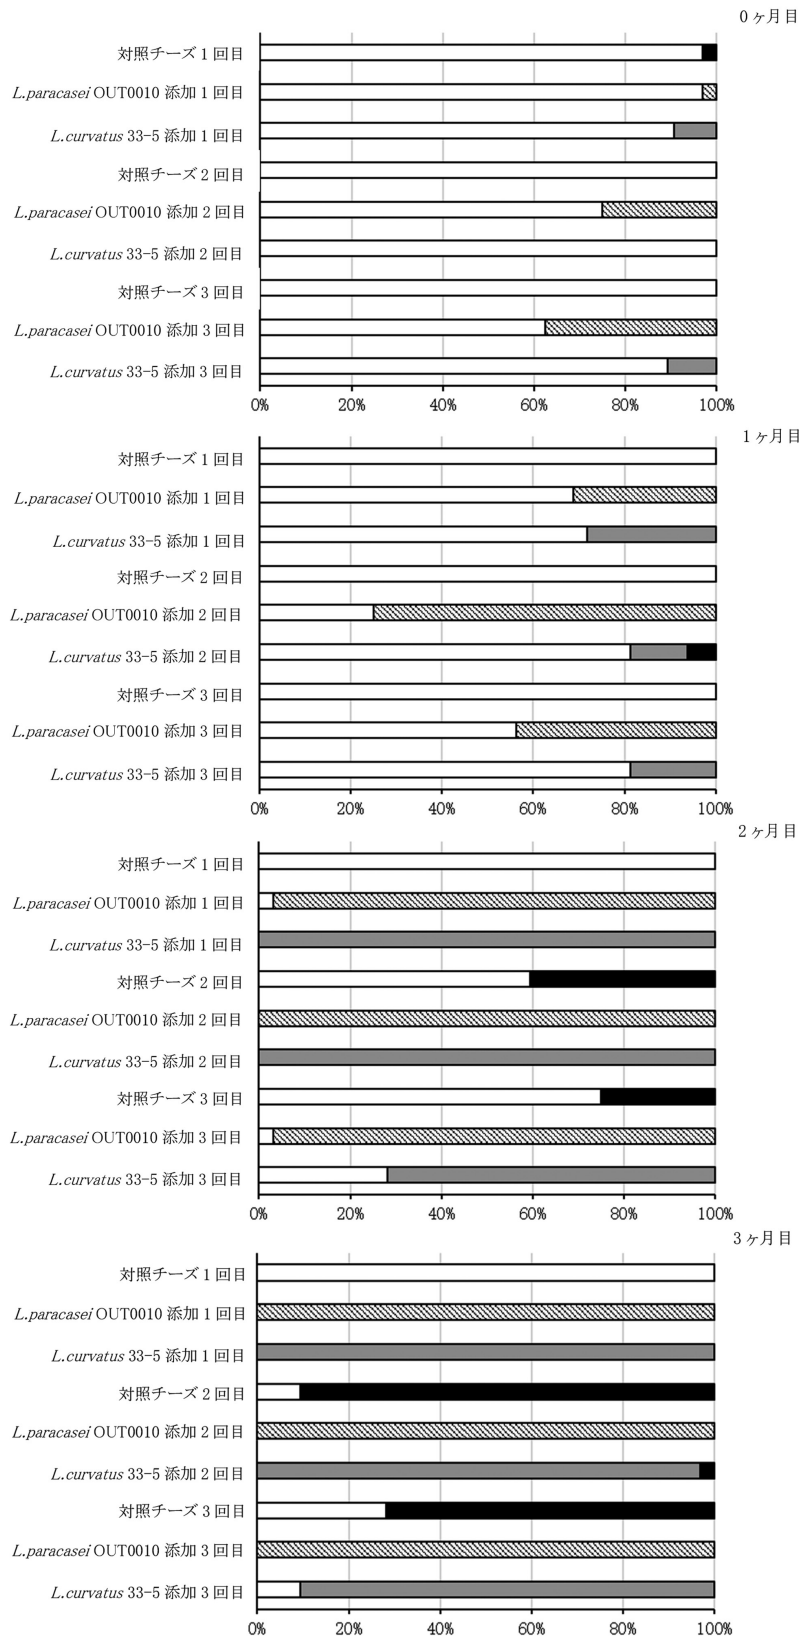 0ヶ月目
対照チーズ1回目
L.paracasei OUT0010 添加1回目
L.curvatus 33-5 添加1回目
対照チーズ2回目
L.paracasei OUT0010 添加2回目
L.curvatus 33-5 添加2回目
対照チーズ3回目
L.paracasei OUT0010 添加3回目
L.curvatus 33-5 添加3回目
0% 20% 40% 60% 80% 100%
1ヶ月目
対照チーズ1回目
L.paracasei OUT0010 添加1回目
L.curvatus 33-5 添加1回目
対照チーズ2回目
L.paracasei OUT0010 添加2回目
L.curvatus 33-5 添加2回目
対照チーズ3回目
L.paracasei OUT0010 添加3回目
L.curvatus 33-5 添加3回目
0% 20% 40% 60% 80% 100%
2ヶ月目
対照チーズ1回目
L.paracasei OUT0010 添加1回目
L.curvatus 33-5 添加1回目
対照チーズ2回目
L.paracasei OUT0010 添加2回目
L.curvatus 33-5 添加2回目
対照チーズ3回目
L.paracasei OUT0010 添加3回目
L.curvatus 33-5 添加3回目
0% 20% 40% 60% 80% 100%
3ヶ月目
対照チーズ1回目
L.paracasei OUT0010 添加1回目
L.curvatus 33-5 添加1回目
対照チーズ2回目
L.paracasei OUT0010 添加2回目
L.curvatus 33-5 添加2回目
対照チーズ3回目
L.paracasei OUT0010 添加3回目
L.curvatus 33-5 添加3回目
0% 20% 40% 60% 80% 100%